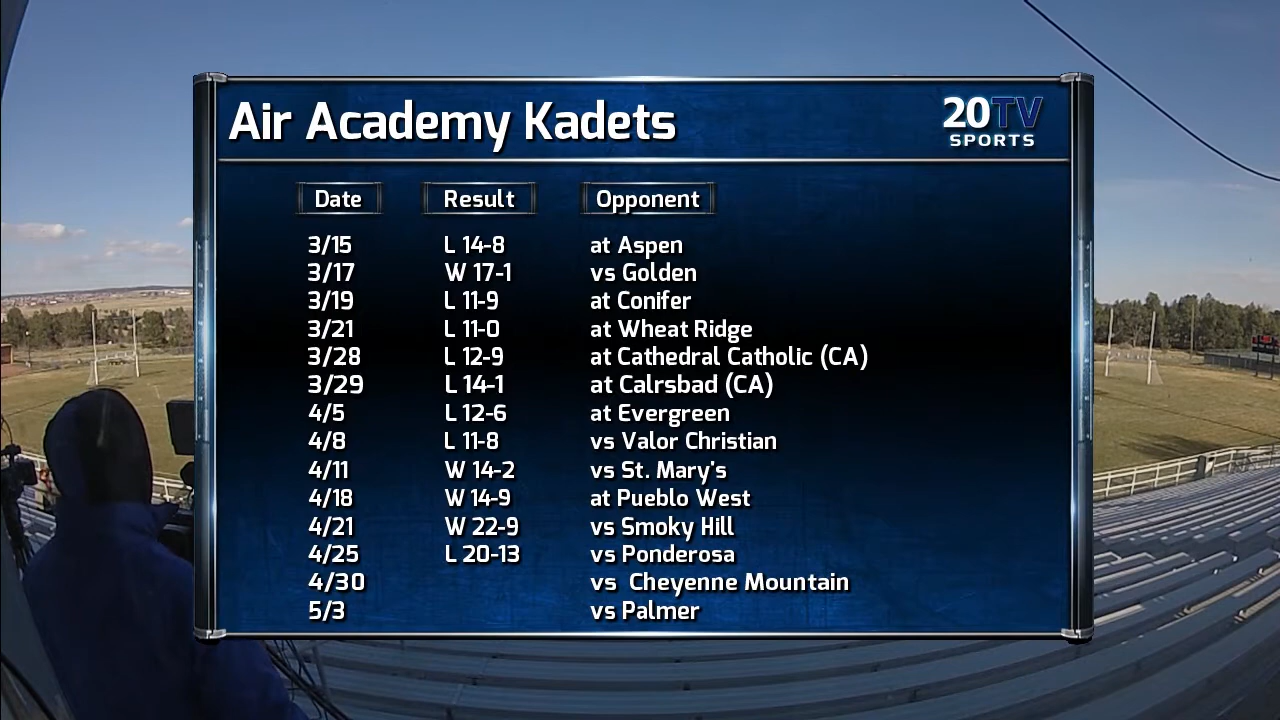 Air Academy Kadets
20TV
SPORTS
Date Result Opponent
3/15 L 14-8 at Aspen
3/17 W 17-1 vs Golden
3/19 L 11-9 at Conifer
3/21 L 11-0 at Wheat Ridge
3/28 L 12-9 at Cathedral Catholic (CA)
3/29 L 14-1 at Calrsbad (CA)
4/5 L 12-6 at Evergreen
4/8 L 11-8 vs Valor Christian
4/11 W 14-2 vs St. Mary's
4/18 W 14-9 at Pueblo West
4/21 W 22-9 vs Smoky Hill
4/25 L 20-13 vs Ponderosa
4/30 vs Cheyenne Mountain
5/3 vs Palmer